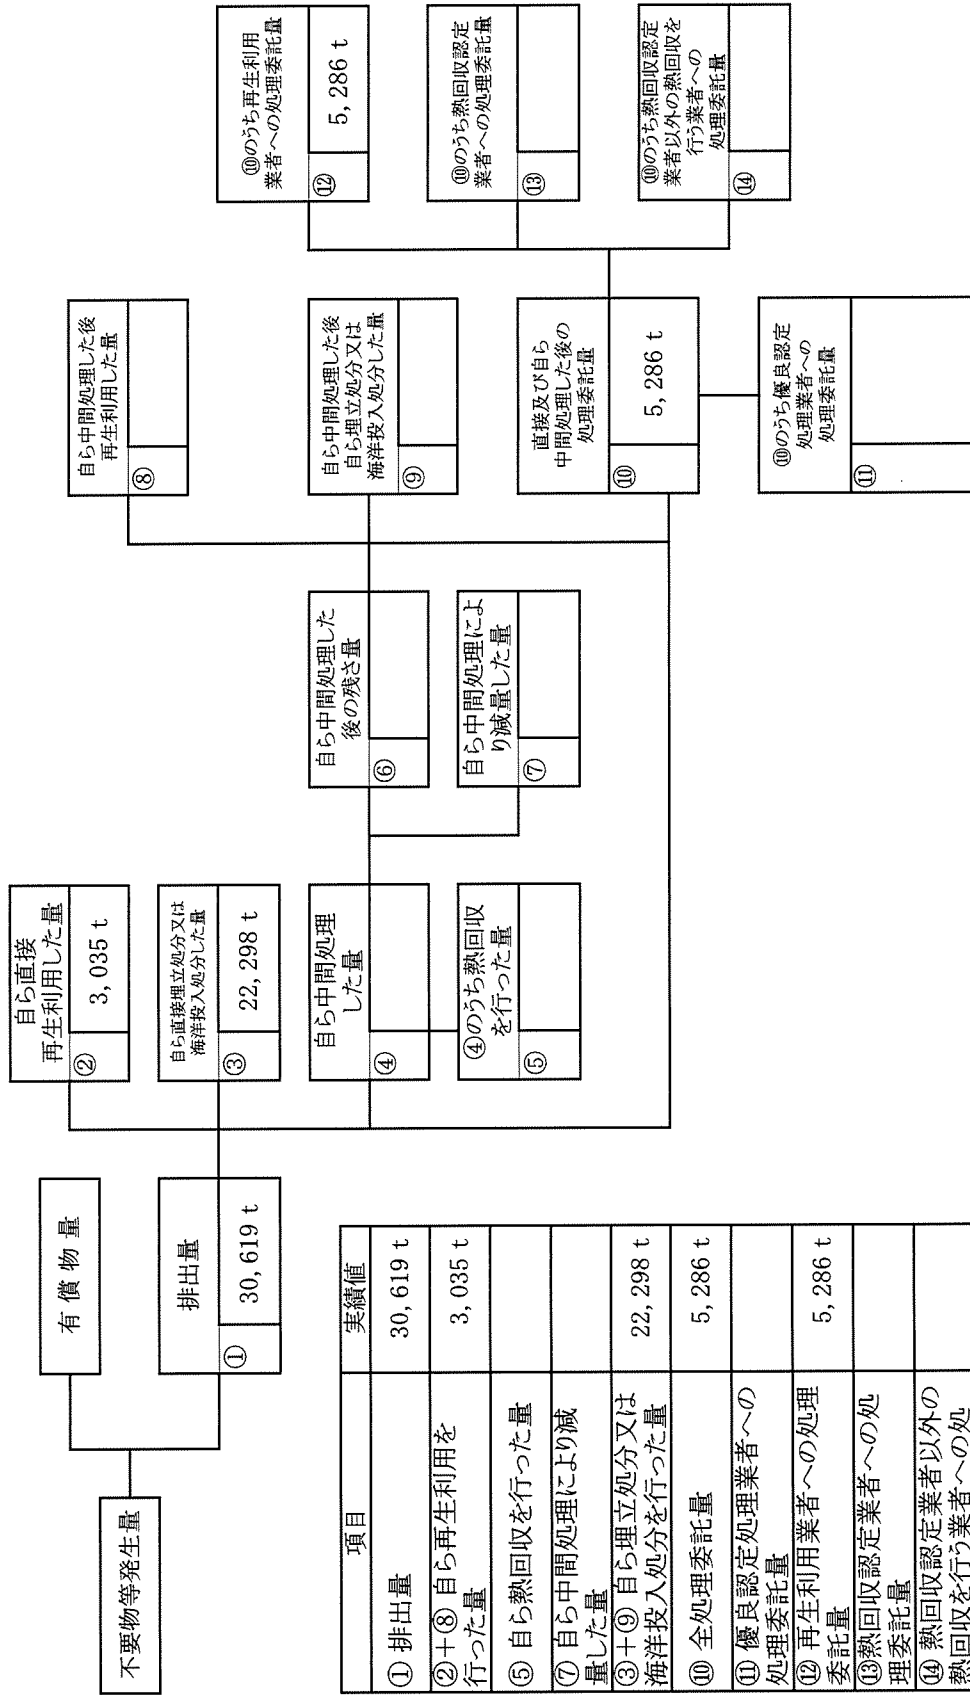 不要物等発生量
有 償 物 量
排出量
①
30,619 t
自ら直接
再生利用した量
②
3,035 t
自ら直接埋立処分又は
海洋投入処分した量
③
22,298 t
自ら中間処理
した量
④
④のうち熱回収
を行った量
⑤
自ら中間処理した
後の残さ量
⑥
自ら中間処理によ
り減量した量
⑦
自ら中間処理した後
再生利用した量
⑧
自ら中間処理した後
自ら埋立処分又は
海洋投入処分した量
⑨
直接及び自ら
中間処理した後の
処理委託量
⑩
5,286 t
⑩のうち優良認定
処理業者への
処理委託量
⑪
⑩のうち再生利用
業者への処理委託量
⑫
5,286 t
⑩のうち熱回収認定
業者への処理委託量
⑬
⑩のうち熱回収認定
業者以外の熱回収を
行う業者への
処理委託量
⑭
項目
実績値
① 排出量
30,619 t
②+⑧ 自ら再生利用を
行った量
3,035 t
⑤ 自ら熱回収を行った量
⑦ 自ら中間処理により減
量した量
③+⑨ 自ら埋立処分又は
海洋投入処分を行った量
22,298 t
⑩ 全処理委託量
5,286 t
⑪ 優良認定処理業者への
処理委託量
⑫ 再生利用業者への処理
委託量
5,286 t
⑬熱回収認定業者への処
理委託量
⑭ 熱回収認定業者以外の
熱回収を行う業者への処